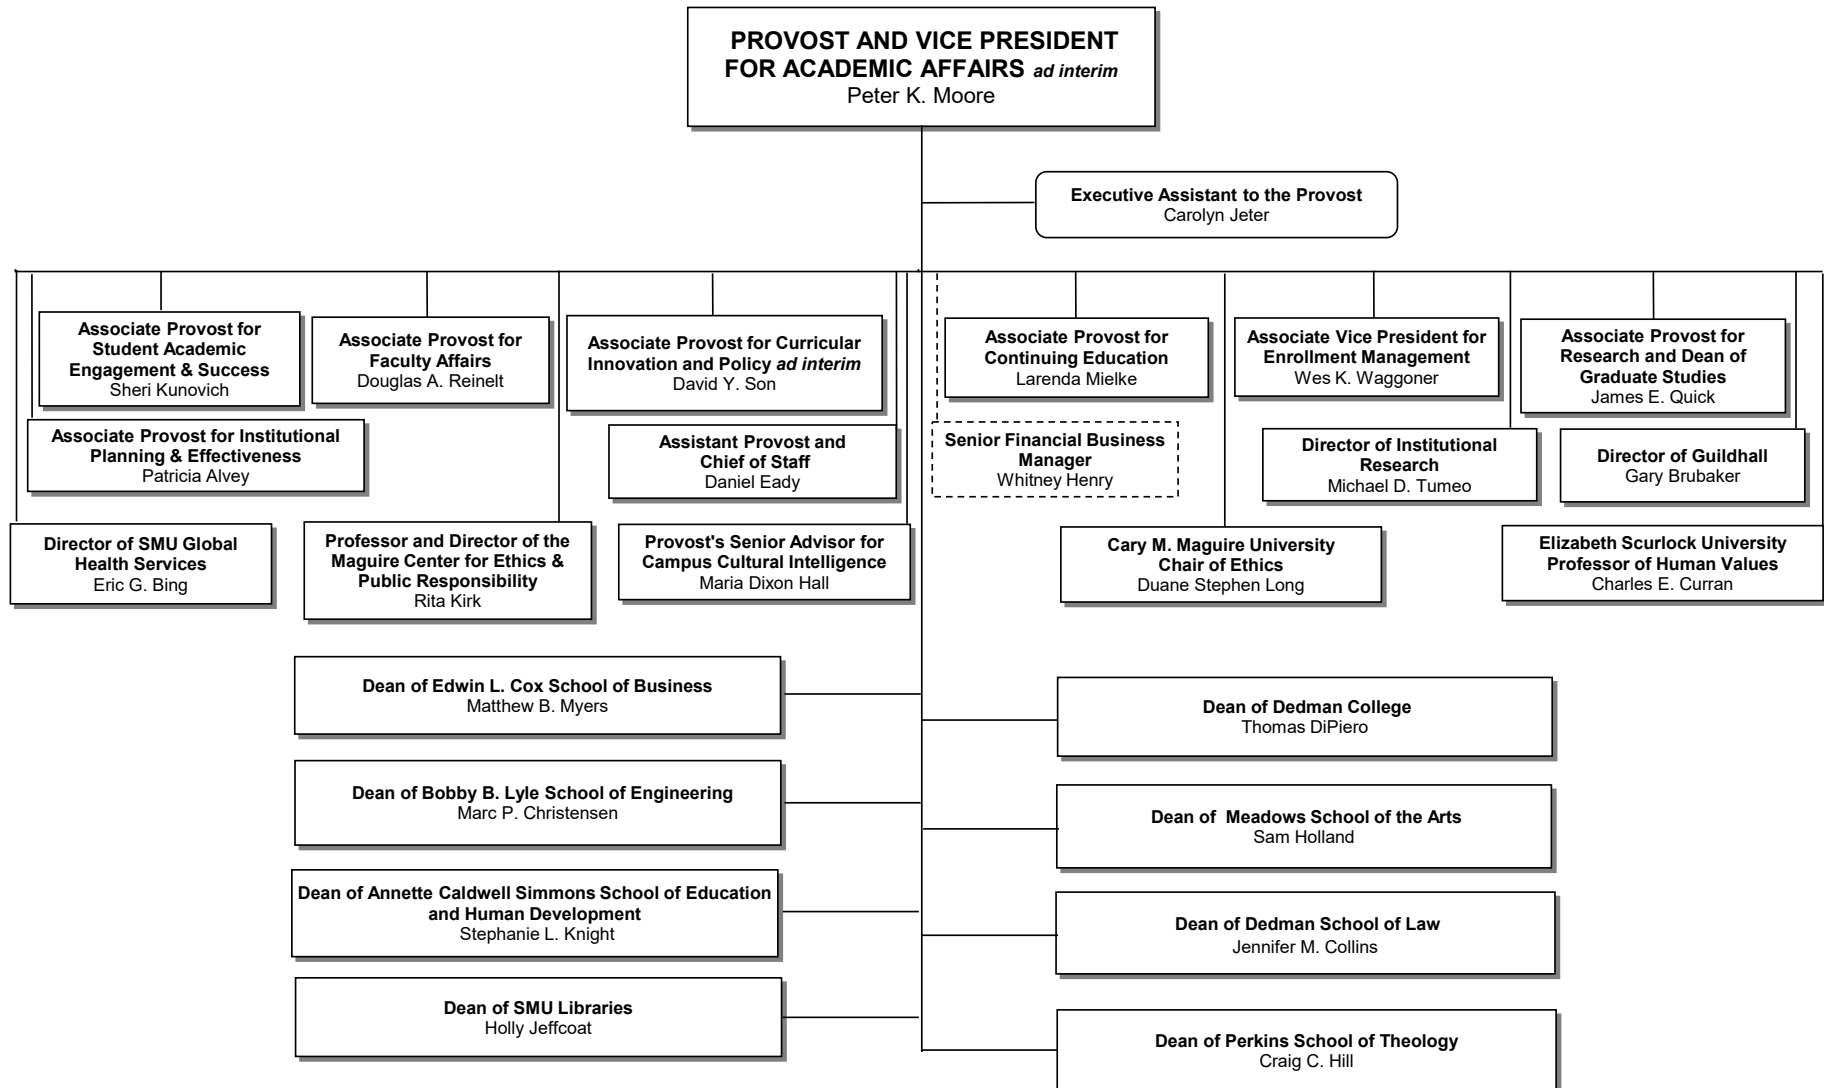 PROVOST AND VICE PRESIDENT
FOR ACADEMIC AFFAIRS ad interim
Peter K. Moore
Executive Assistant to the Provost
Carolyn Jeter
Associate Provost for
Student Academic
Engagement & Success
Sheri Kunovich
Associate Provost for
Faculty Affairs
Douglas A. Reinelt
Associate Provost for Curricular
Innovation and Policy ad interim
David Y. Son
Associate Provost for
Continuing Education
Larenda Mielke
Associate Vice President for
Enrollment Management
Wes K. Waggoner
Associate Provost for
Research and Dean of
Graduate Studies
James E. Quick
Associate Provost for Institutional
Planning & Effectiveness
Patricia Alvey
Assistant Provost and
Chief of Staff
Daniel Eady
Senior Financial Business
Manager
Whitney Henry
Director of Institutional
Research
Michael D. Tumeo
Director of Guildhall
Gary Brubaker
Director of SMU Global
Health Services
Eric G. Bing
Professor and Director of the
Maguire Center for Ethics &
Public Responsibility
Rita Kirk
Provost's Senior Advisor for
Campus Cultural Intelligence
Maria Dixon Hall
Cary M. Maguire University
Chair of Ethics
Duane Stephen Long
Elizabeth Scurlock University
Professor of Human Values
Charles E. Curran
Dean of Edwin L. Cox School of Business
Matthew B. Myers
Dean of Dedman College
Thomas DiPiero
Dean of Bobby B. Lyle School of Engineering
Marc P. Christensen
Dean of  Meadows School of the Arts
Sam Holland
Dean of Annette Caldwell Simmons School of Education
and Human Development
Stephanie L. Knight
Dean of Dedman School of Law
Jennifer M. Collins
Dean of SMU Libraries
Holly Jeffcoat
Dean of Perkins School of Theology
Craig C. Hill